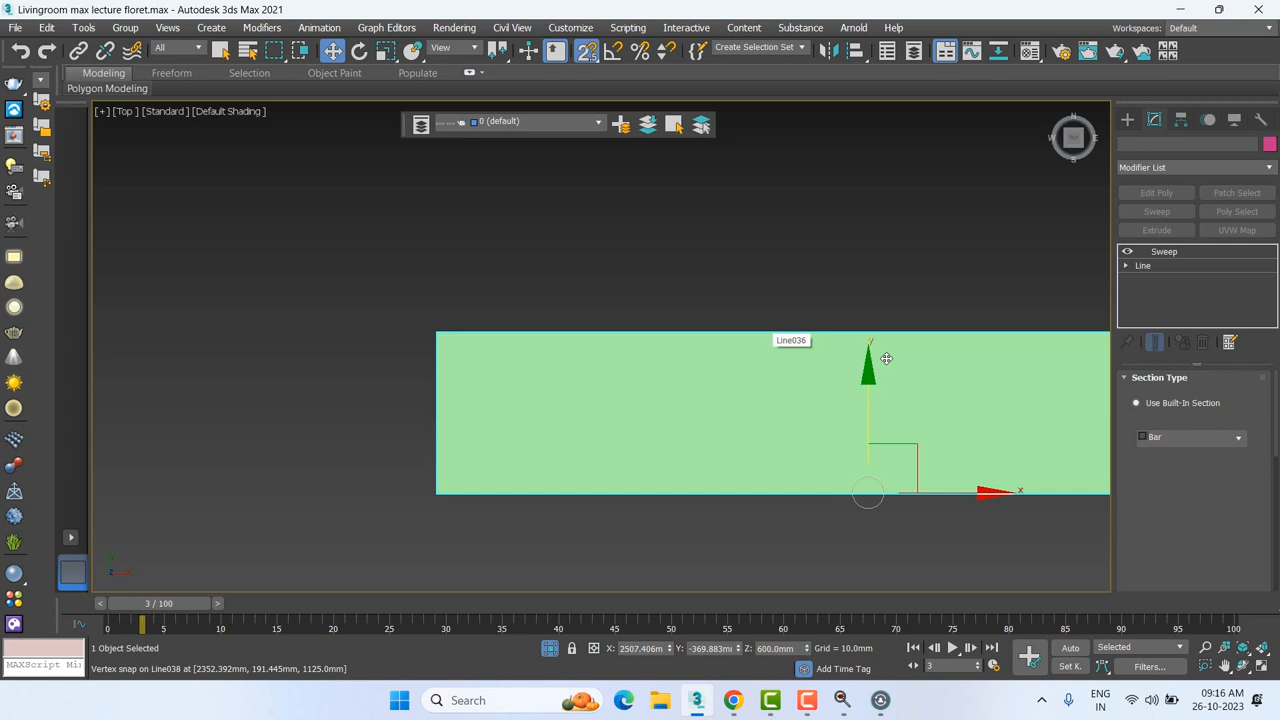 Livingroom max lecture floret.max - Autodesk 3ds Max 2021
File Edit Tools Group Views Create Modifiers Animation Graph Editors Rendering Civil View Customize Scripting Interactive Content Substance Arnold Help
Workspaces: Default
All View Create Selection Set
Modeling Freeform Selection Object Paint Populate
Polygon Modeling
[+] [Top ] [Standard ] [Default Shading ]
0 (default)
N
W TOP E
S
Modifier List
Edit Poly Patch Select
Sweep Poly Select
Extrude UVW Map
Sweep
Line
Line036
y
x
Section Type
Use Built-In Section
Bar
y
z x
< 3 / 100 >
0 5 10 15 20 25 30 35 40 45 50 55 60 65 70 75 80 85 90 95 100
1 Object Selected
X: 2507.406m Y: -369.883m Z: 600.0mm Grid = 10.0mm
Auto Selected
MAXScript Mi
Vertex snap on Line038 at [2352.392mm, 191.445mm, 1125.0mm]
Add Time Tag
Set K. Filters...
3
Search
ENG
IN
09:16 AM
26-10-2023